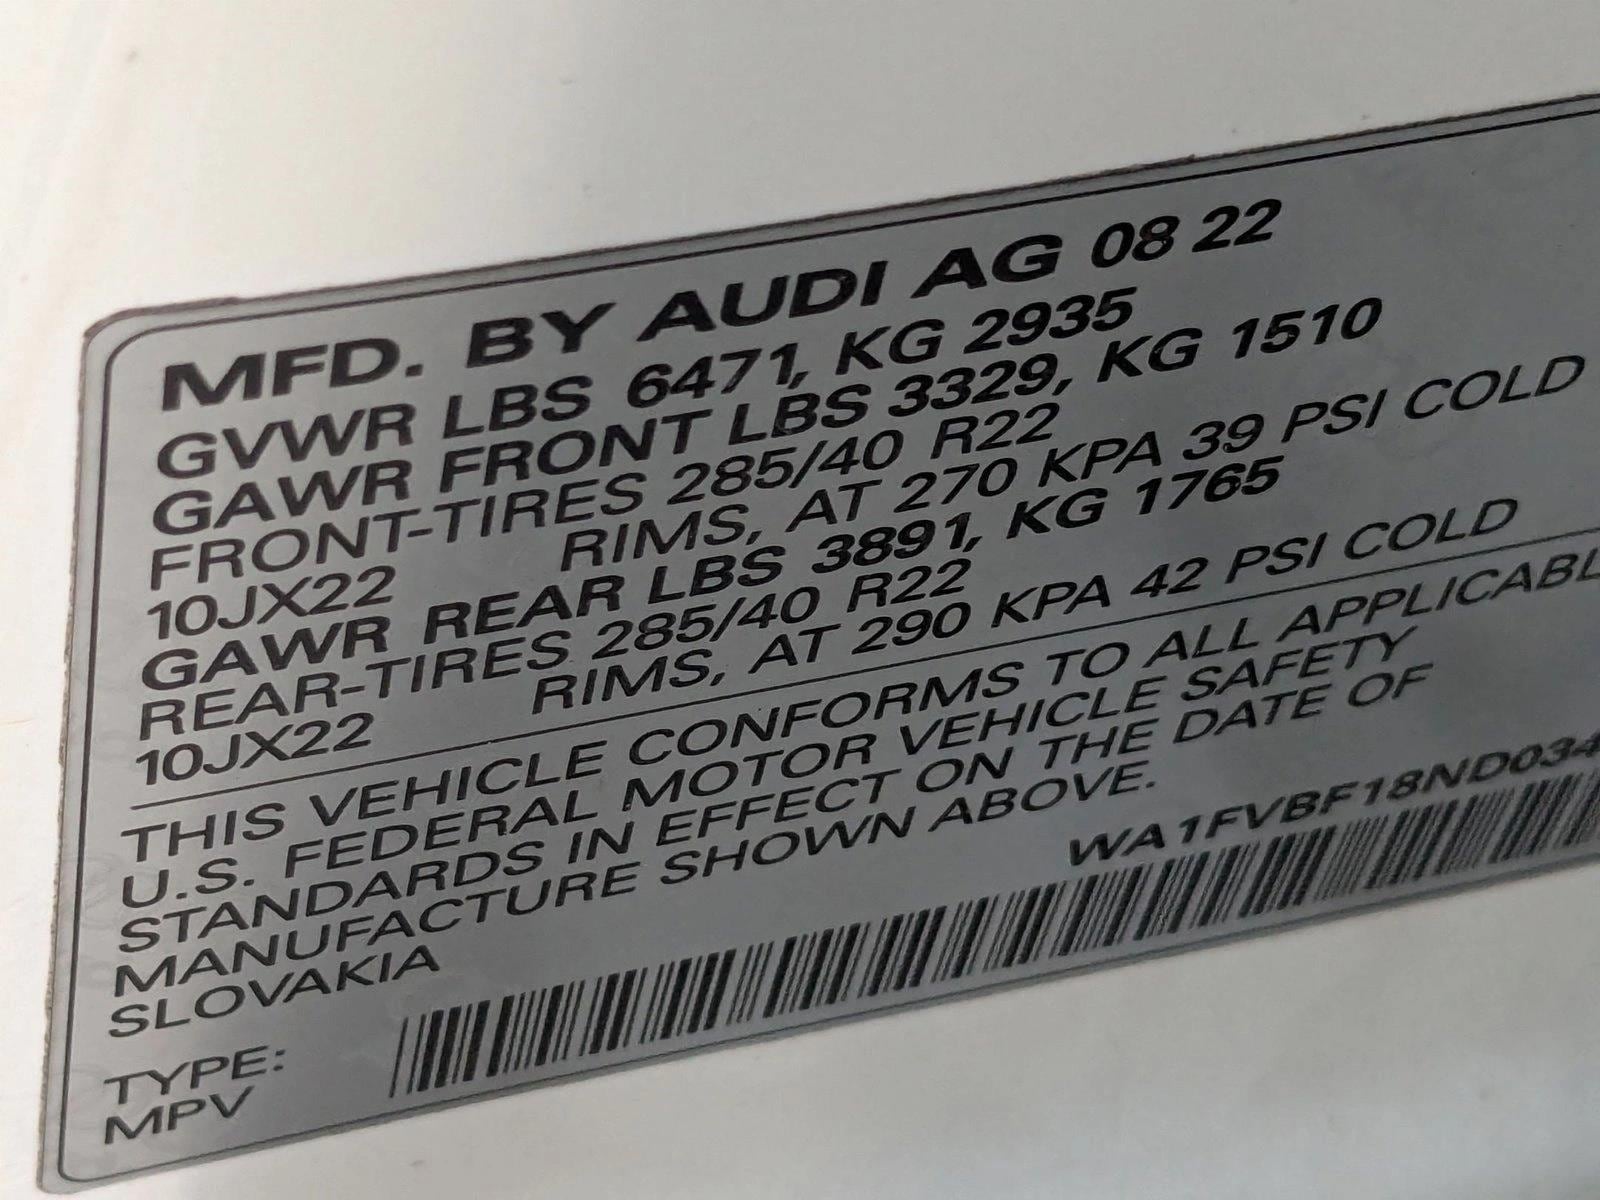 MFD. BY AUDI AG 08 22
GVWR LBS 6471, KG 2935
GAWR FRONT LBS 3329, KG 1510
FRONT-TIRES 285/40 R22
10JX22 RIMS, AT 270 KPA 39 PSI COLD
GAWR REAR LBS 3891, KG 1765
REAR-TIRES 285/40 R22
10JX22 RIMS, AT 290 KPA 42 PSI COLD
THIS VEHICLE CONFORMS TO ALL APPLICABL
U.S. FEDERAL MOTOR VEHICLE SAFETY
STANDARDS IN EFFECT ON THE DATE OF
MANUFACTURE SHOWN ABOVE.
SLOVAKIA
WA1FVBF18ND034
TYPE:
MPV